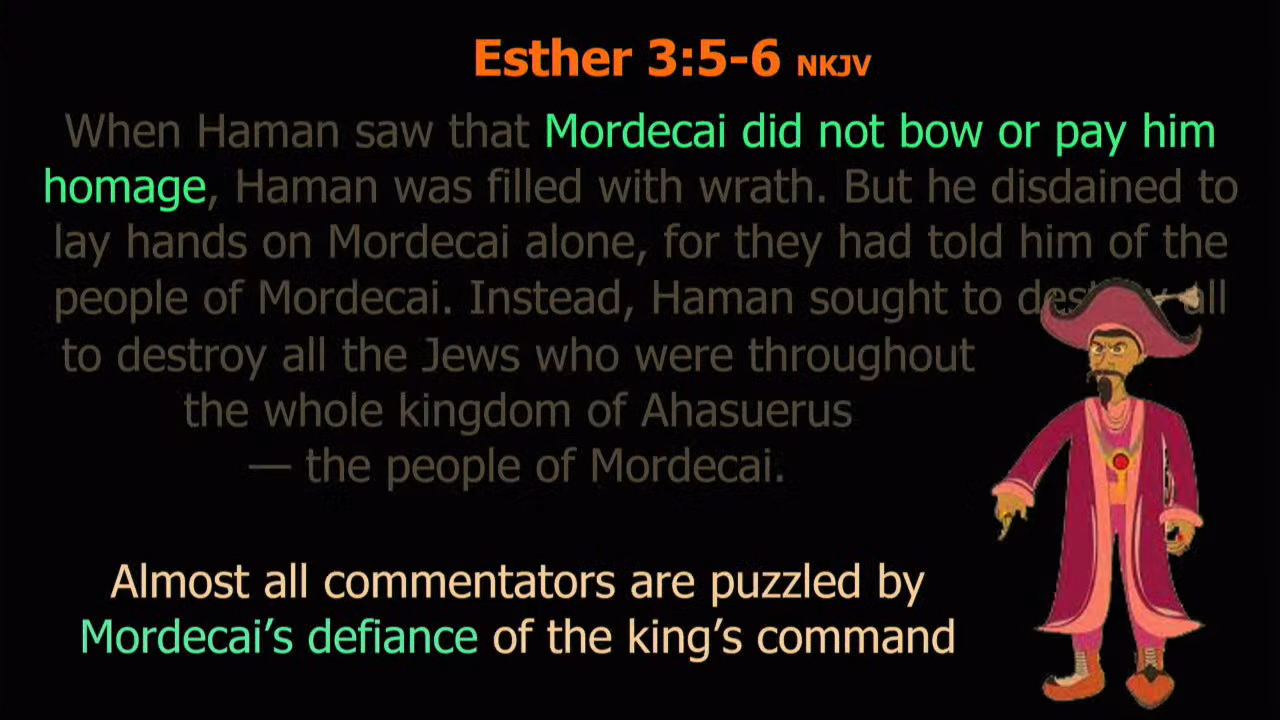 Esther 3:5-6 NKJV
When Haman saw that Mordecai did not bow or pay him
homage, Haman was filled with wrath. But he disdained to
lay hands on Mordecai alone, for they had told him of the
people of Mordecai. Instead, Haman sought to destroy all
to destroy all the Jews who were throughout
the whole kingdom of Ahasuerus
— the people of Mordecai.
Almost all commentators are puzzled by
Mordecai’s defiance of the king’s command